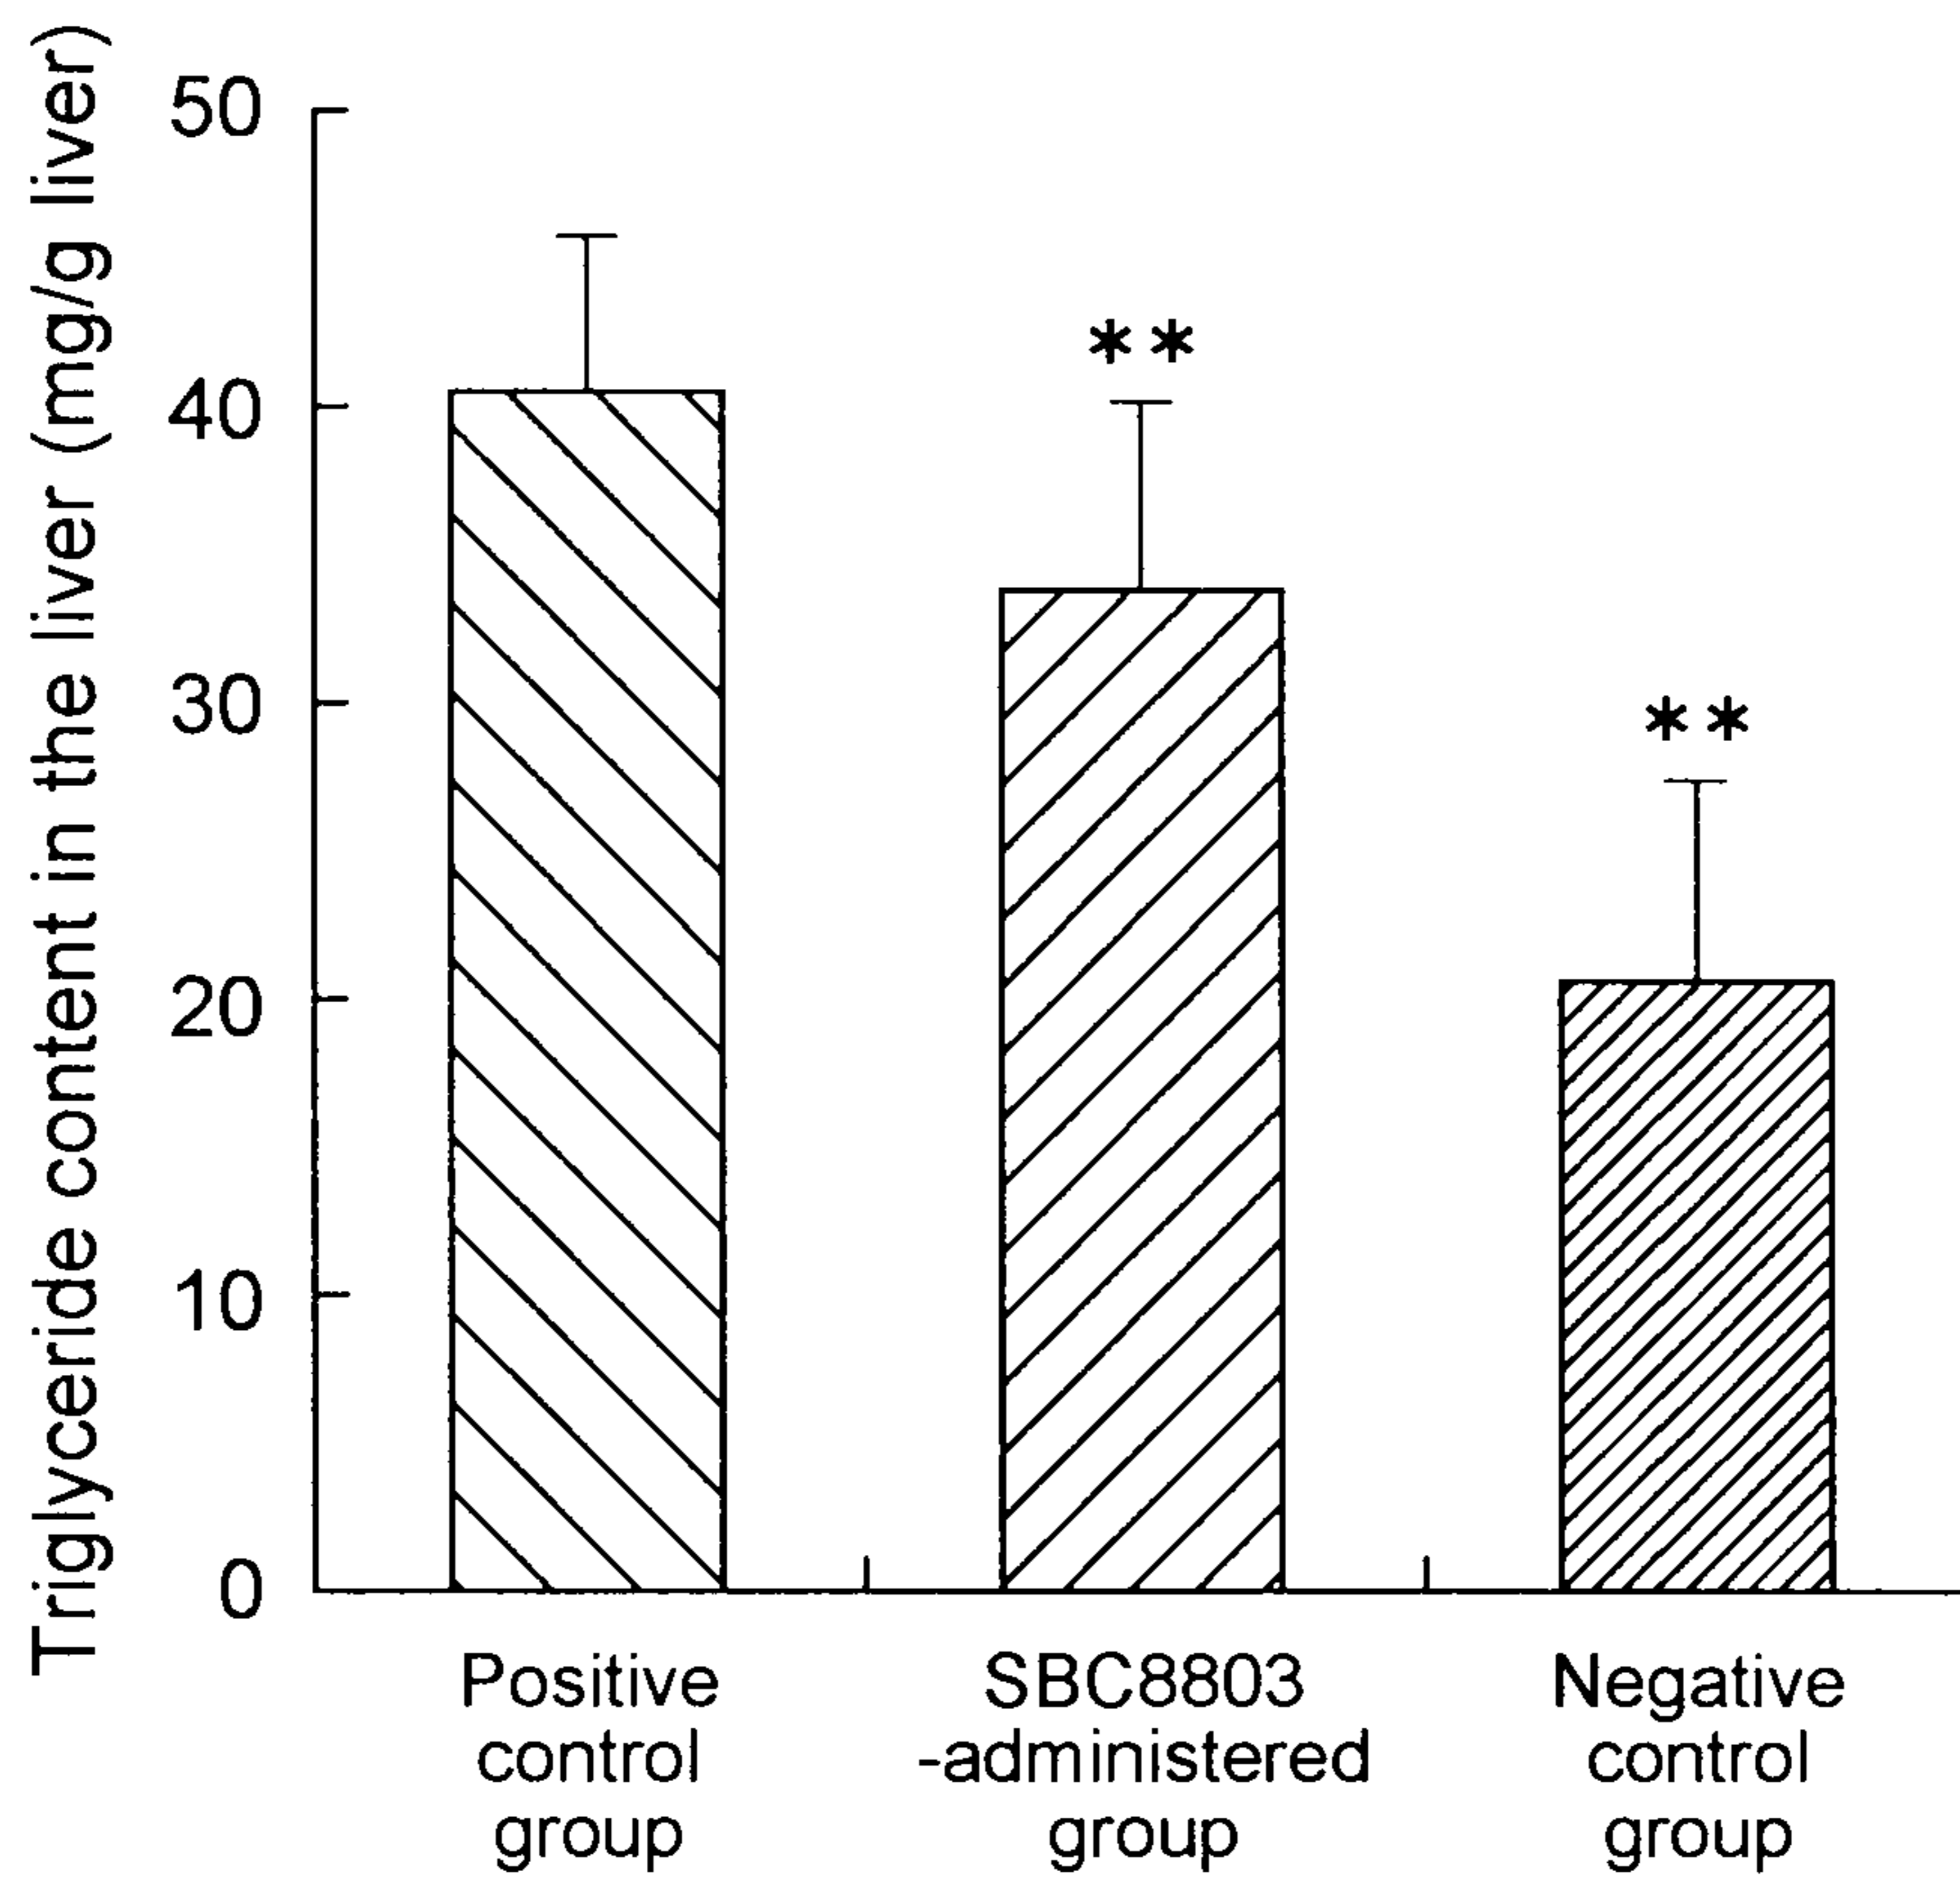 Triglyceride content in the liver (mg/g liver)
50
40
30
20
10
0
**
**
Positive
control
group
SBC8803
-administered
group
Negative
control
group